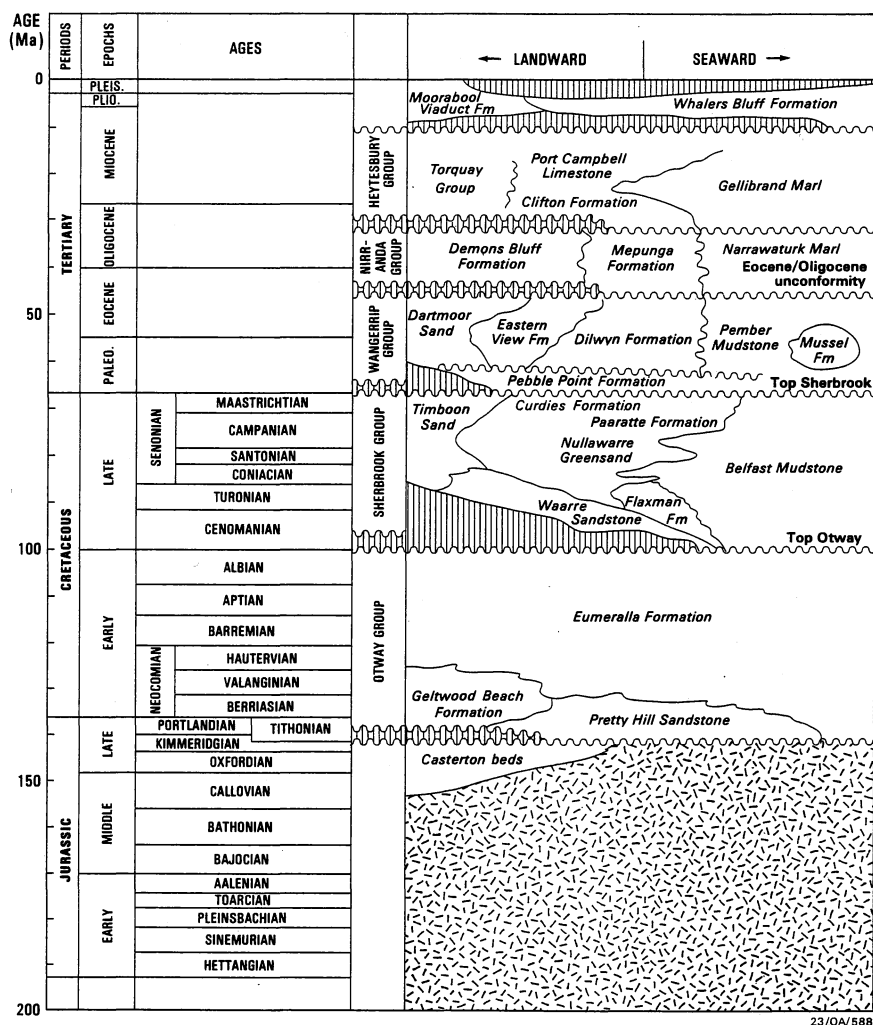 AGE
(Ma)
PERIODS
EPOCHS
AGES
LANDWARD
SEAWARD
0
50
100
150
200
TERTIARY
CRETACEOUS
JURASSIC
PLEIS.
PLIO.
MIOCENE
OLIGOCENE
EOCENE
PALEO.
LATE
EARLY
LATE
MIDDLE
EARLY
SENONIAN
NEOCOMIAN
MAASTRICHTIAN
CAMPANIAN
SANTONIAN
CONIACIAN
TURONIAN
CENOMANIAN
ALBIAN
APTIAN
BARREMIAN
HAUTERVIAN
VALANGINIAN
BERRIASIAN
PORTLANDIAN
TITHONIAN
KIMMERIDGIAN
OXFORDIAN
CALLOVIAN
BATHONIAN
BAJOCIAN
AALENIAN
TOARCIAN
PLEINSBACHIAN
SINEMURIAN
HETTANGIAN
HEYTESBURY
GROUP
NIRR-
ANDA
GROUP
WANGERRIP GROUP
SHERBROOK GROUP
OTWAY GROUP
Moorabool
Viaduct Fm
Whalers Bluff Formation
Torquay
Group
Port Campbell
Limestone
Clifton Formation
Gellibrand Marl
Demons Bluff
Formation
Mepunga
Formation
Narrawaturk Marl
Eocene/Oligocene
unconformity
Dartmoor
Sand
Eastern
View Fm
Dilwyn Formation
Pember
Mudstone
Mussel
Fm
Pebble Point Formation
Top Sherbrook
Timboon
Sand
Curdies Formation
Paaratte Formation
Nullawarre
Greensand
Belfast Mudstone
Waarre
Sandstone
Flaxman
Fm
Top Otway
Eumeralla Formation
Geltwood Beach
Formation
Pretty Hill Sandstone
Casterton beds
23/OA/588